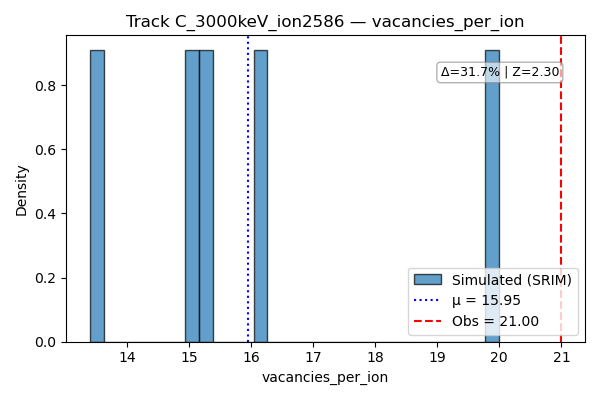 Track C_3000keV_ion2586 — vacancies_per_ion
Δ=31.7% | Z=2.30
Density
0.8
0.6
0.4
0.2
0.0
Simulated (SRIM)
μ = 15.95
Obs = 21.00
14 15 16 17 18 19 20 21
vacancies_per_ion